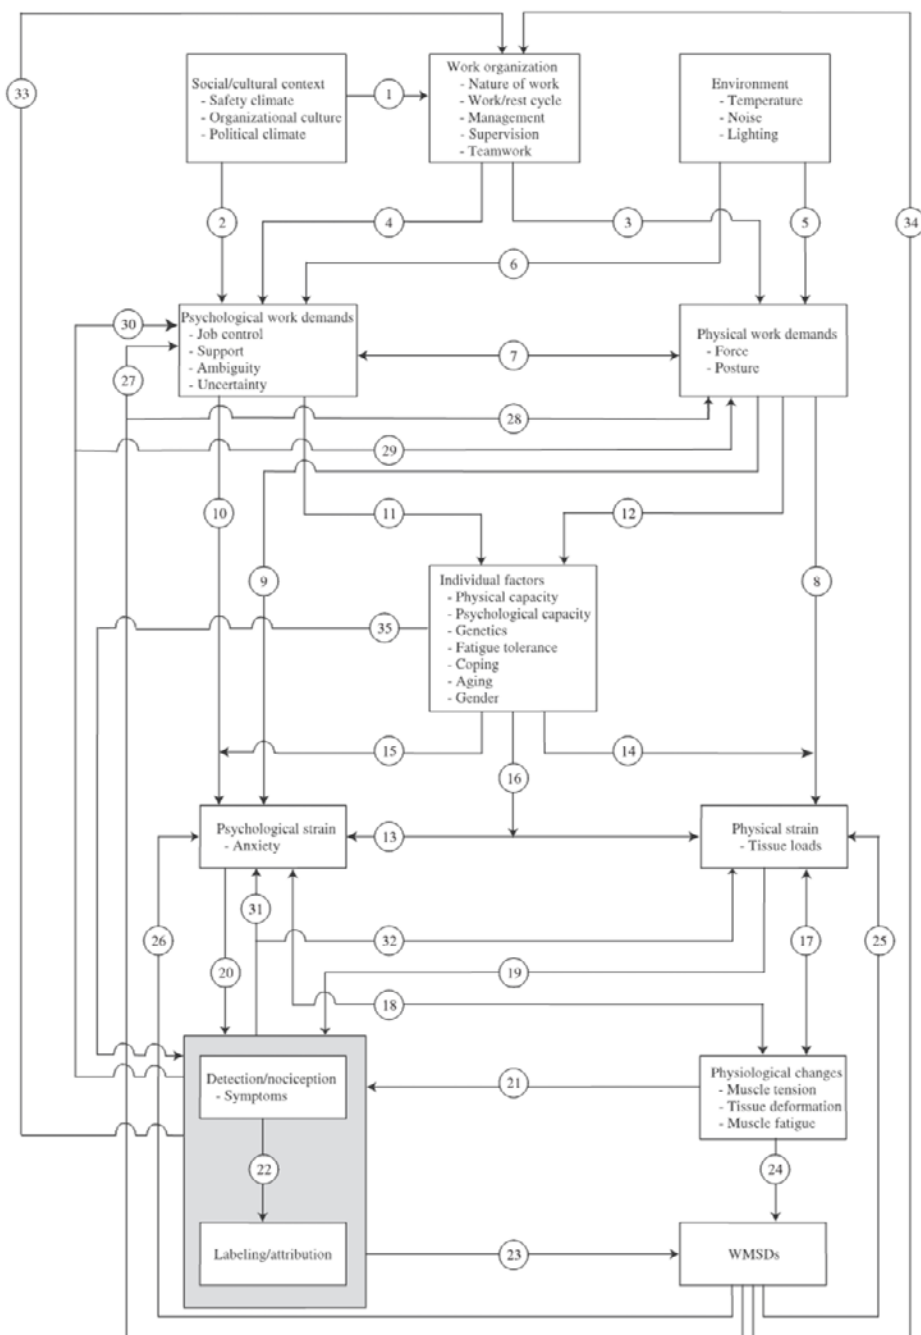 33
Social/cultural context
- Safety climate
- Organizational culture
- Political climate
1
Work organization
- Nature of work
- Work/rest cycle
- Management
- Supervision
- Teamwork
Environment
- Temperature
- Noise
- Lighting
2
4
3
5
34
6
Psychological work demands
- Job control
- Support
- Ambiguity
- Uncertainty
30
27
7
Physical work demands
- Force
- Posture
28
29
10
11
12
9
8
Individual factors
- Physical capacity
- Psychological capacity
- Genetics
- Fatigue tolerance
- Coping
- Aging
- Gender
35
15
16
14
Psychological strain
- Anxiety
13
Physical strain
- Tissue loads
26
31
32
17
25
20
19
18
Detection/nociception
- Symptoms
21
Physiological changes
- Muscle tension
- Tissue deformation
- Muscle fatigue
22
24
Labeling/attribution
23
WMSDs